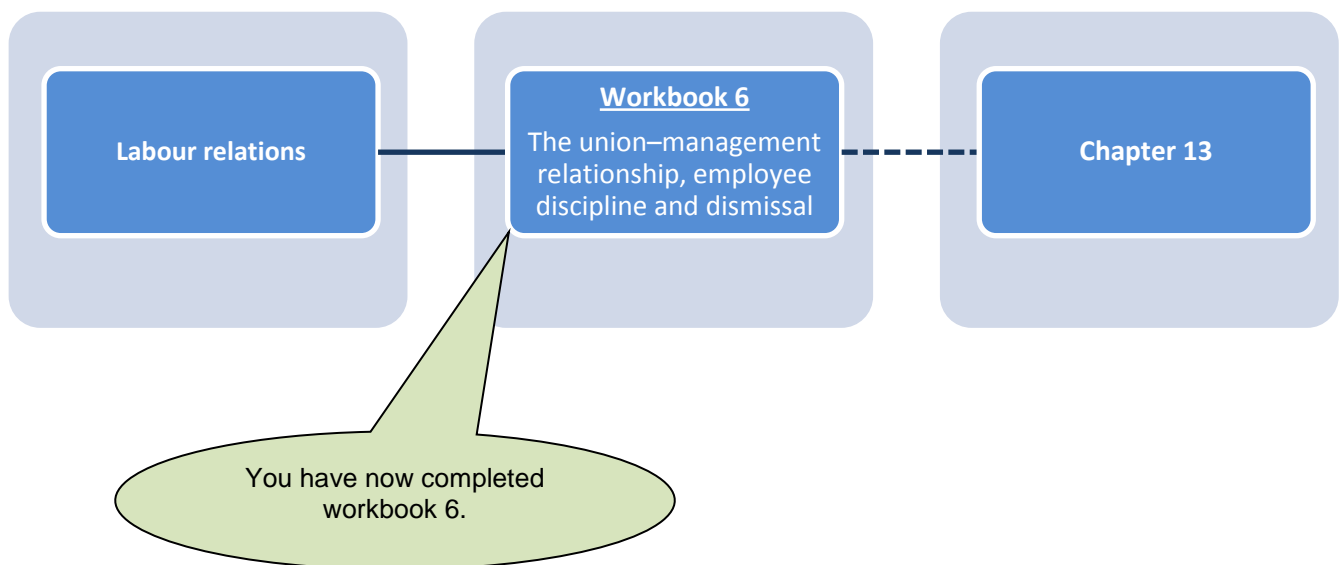 Labour relations
Workbook 6
The union–management
relationship, employee
discipline and dismissal
Chapter 13
You have now completed
workbook 6.